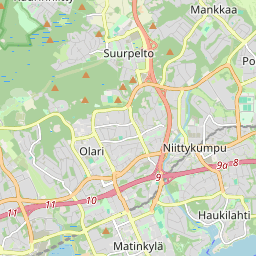 Mankkaa
Suurpelto
Po
Niittykumpu
Olari
9a
8
9
10
11
11
Haukilahti
Matinkylä